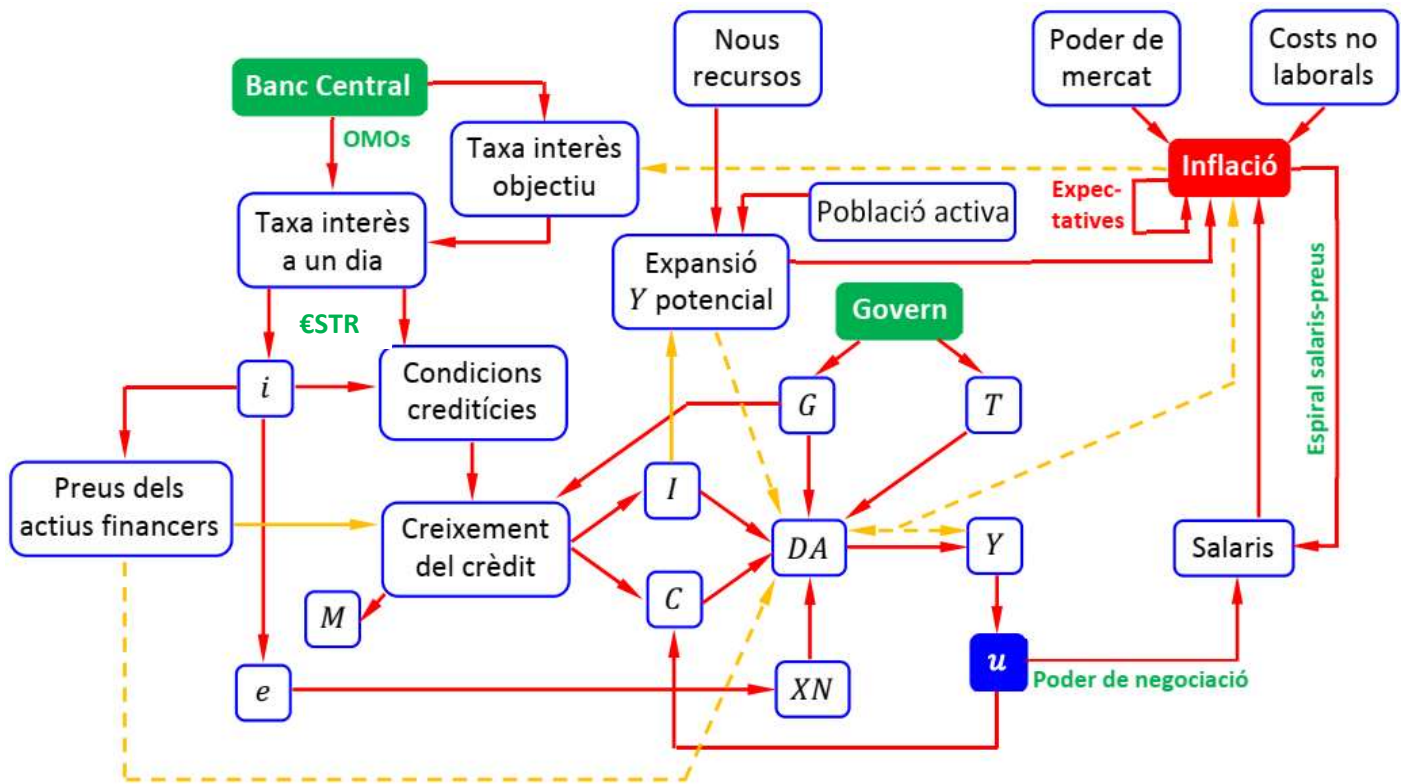 Nous
recursos
Poder de
mercat
Costs no
laborals
Banc Central
OMOs
Taxa interès
objectiu
Inflació
Expec-
tatives
Taxa interès
a un dia
Població activa
Expansió
Y potencial
Govern
€STR
Espiral salaris-preus
i
Condicions
creditícies
G
T
Preus dels
actius financers
Creixement
del crèdit
I
DA
Y
Salaris
C
M
u
Poder de negociació
e
XN